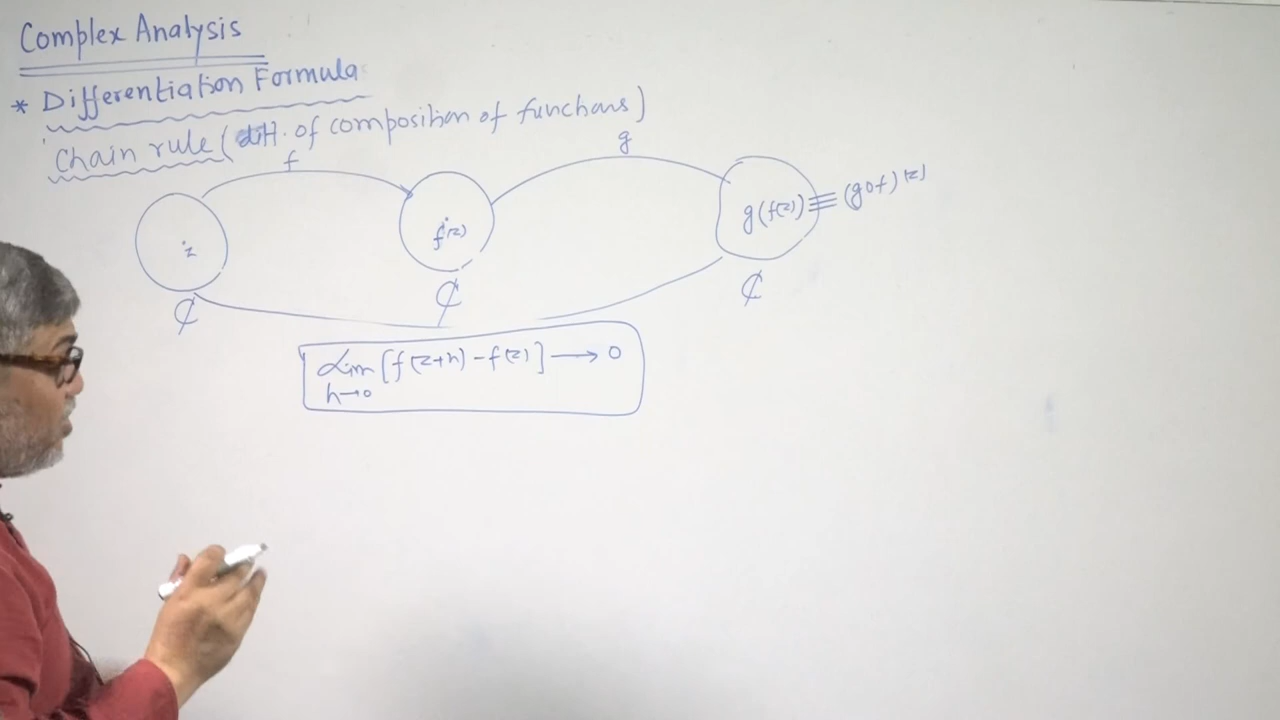 Complex Analysis
* Differentiation Formula
Chain rule (diff. of composition of functions)
f
g
z
f(z)
g(f(z)) ≡ (gof)(z)
ℂ
ℂ
ℂ
Lim [f(z+h) - f(z)] ⟶ 0
h→0